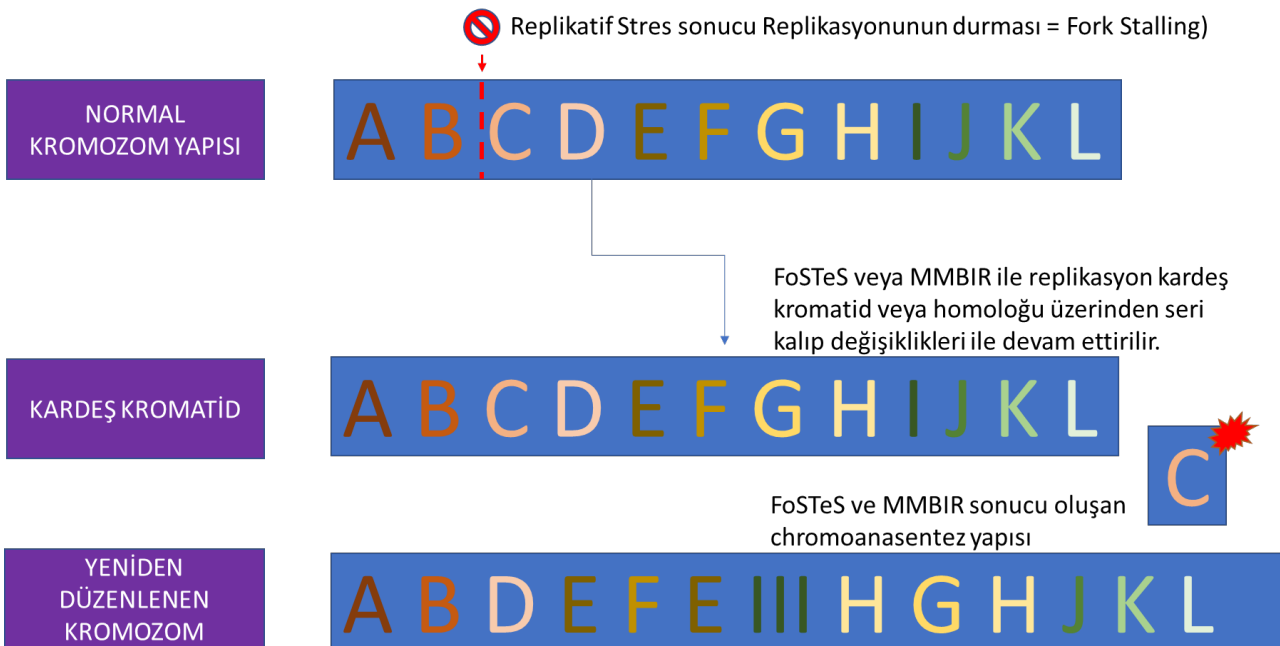 Replikatif Stres sonucu Replikasyonunun durması = Fork Stalling)
NORMAL
KROMOZOM YAPISI
A B C D E F G H I J K L
FoSTeS veya MMBIR ile replikasyon kardeş
kromatid veya homoloğu üzerinden seri
kalıp değişiklikleri ile devam ettirilir.
KARDEŞ KROMATİD
A B C D E F G H I J K L
C
FoSTeS ve MMBIR sonucu oluşan
chromoanasentez yapısı
YENİDEN
DÜZENLENEN
KROMOZOM
A B D E F E I I I H G H J K L